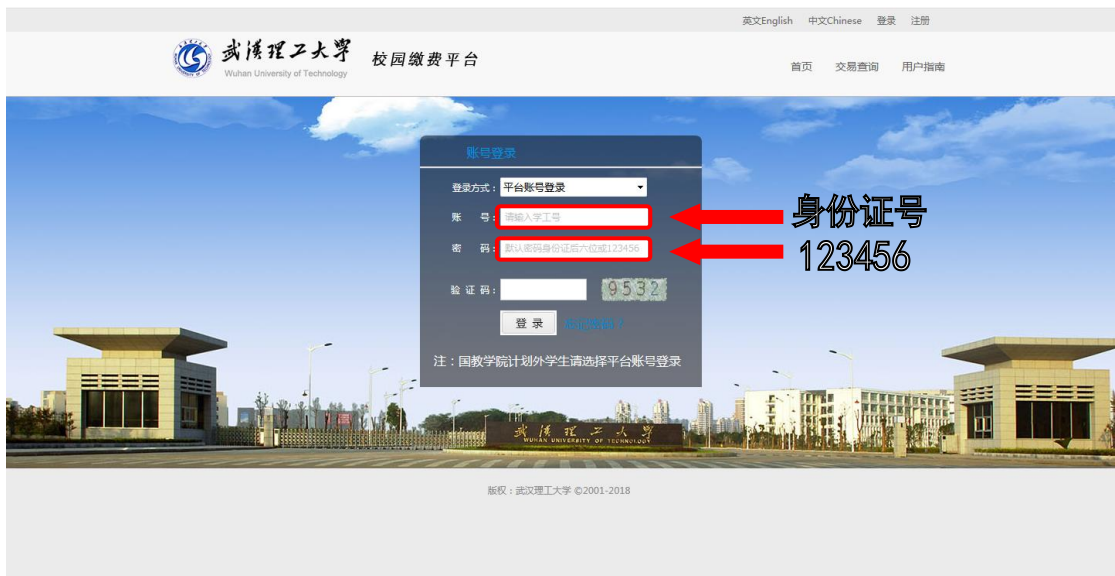 英文English 中文Chinese 登录 注册
武汉理工大学 校园缴费平台
Wuhan University of Technology
首页 交易查询 用户指南
账号登录
登录方式： 平台账号登录
账 号： 请输入学工号
身份证号
密 码： 默认密码身份证后六位或123456
123456
验 证 码： 9532
登 录 忘记密码？
注：国教学院计划外学生请选择平台账号登录
武汉理工大学
WUHAN UNIVERSITY OF TECHNOLOGY
版权：武汉理工大学 ©2001-2018